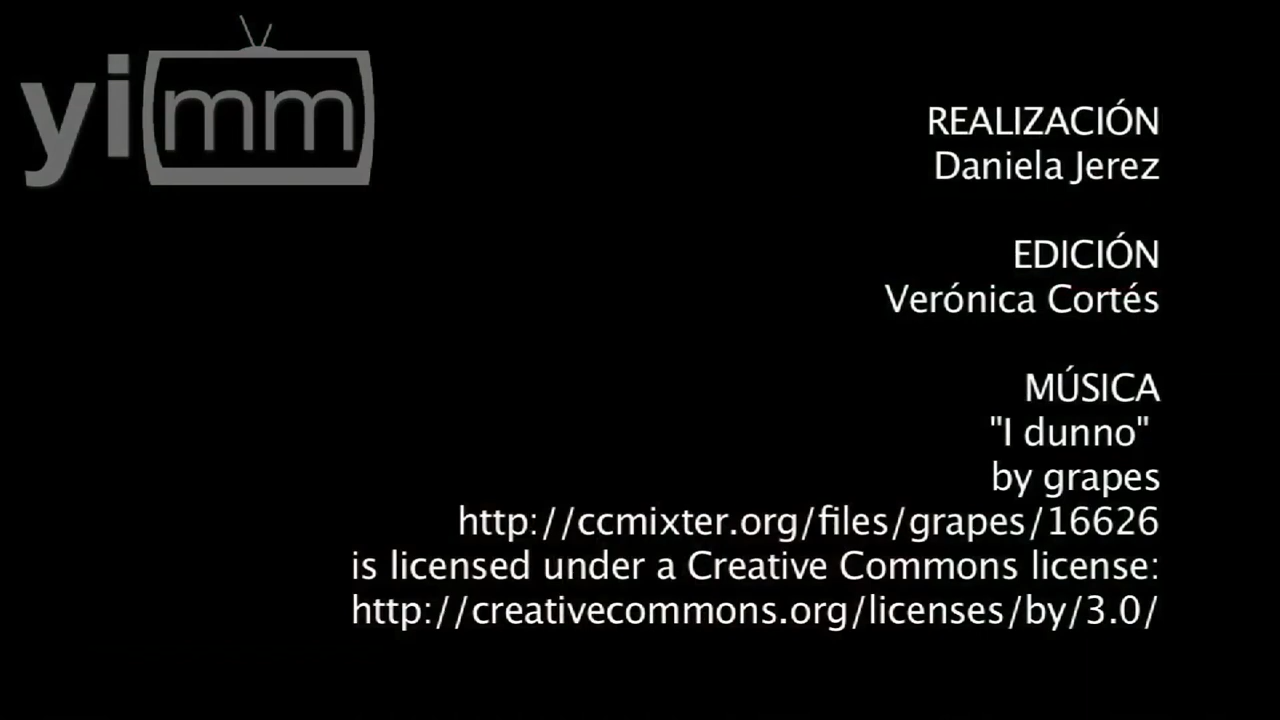 yimm
REALIZACIÓN
Daniela Jerez
EDICIÓN
Verónica Cortés
MÚSICA
"I dunno"
by grapes
http://ccmixter.org/files/grapes/16626
is licensed under a Creative Commons license:
http://creativecommons.org/licenses/by/3.0/